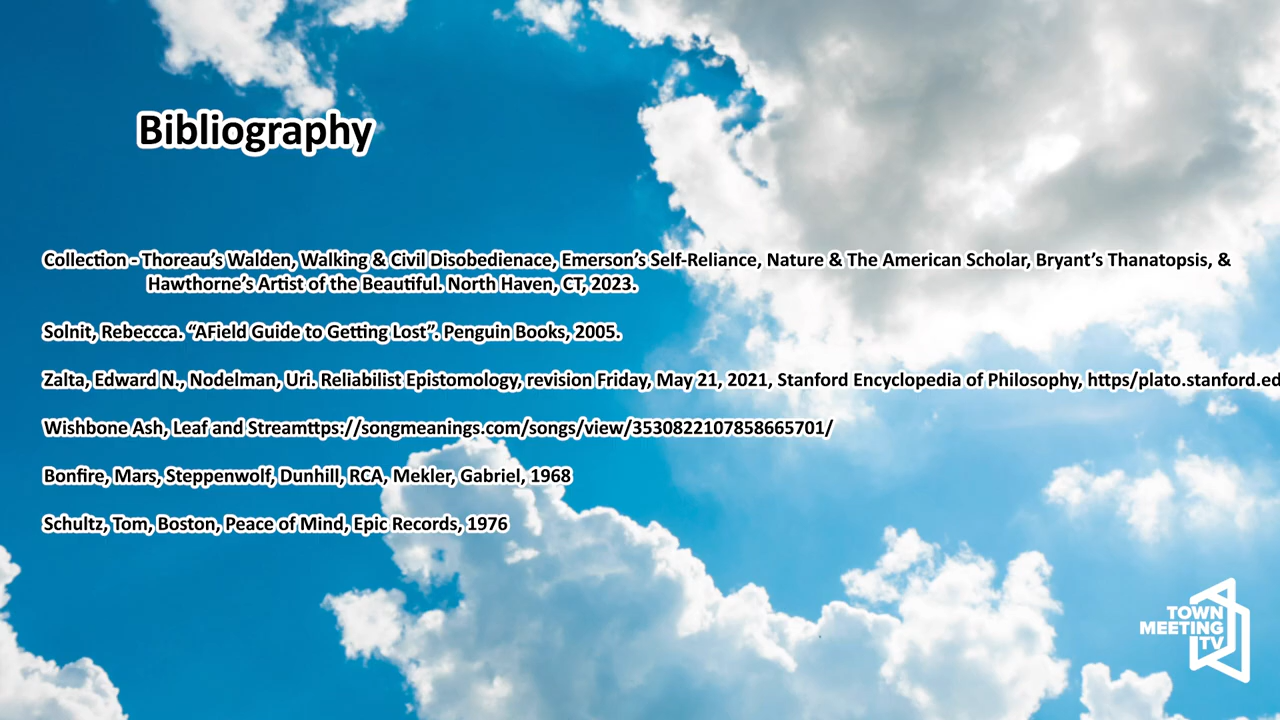 Bibliography
Collection - Thoreau's Walden, Walking & Civil Disobedienace, Emerson's Self-Reliance, Nature & The American Scholar, Bryant's Thanatopsis, &
Hawthorne's Artist of the Beautiful. North Haven, CT, 2023.
Solnit, Rebeccca. “AField Guide to Getting Lost”. Penguin Books, 2005.
Zalta, Edward N., Nodelman, Uri. Reliabilist Epistomology, revision Friday, May 21, 2021, Stanford Encyclopedia of Philosophy, https/plato.stanford.ed
Wishbone Ash, Leaf and Streamttps://songmeanings.com/songs/view/3530822107858665701/
Bonfire, Mars, Steppenwolf, Dunhill, RCA, Mekler, Gabriel, 1968
Schultz, Tom, Boston, Peace of Mind, Epic Records, 1976
TOWN
MEETING
TV